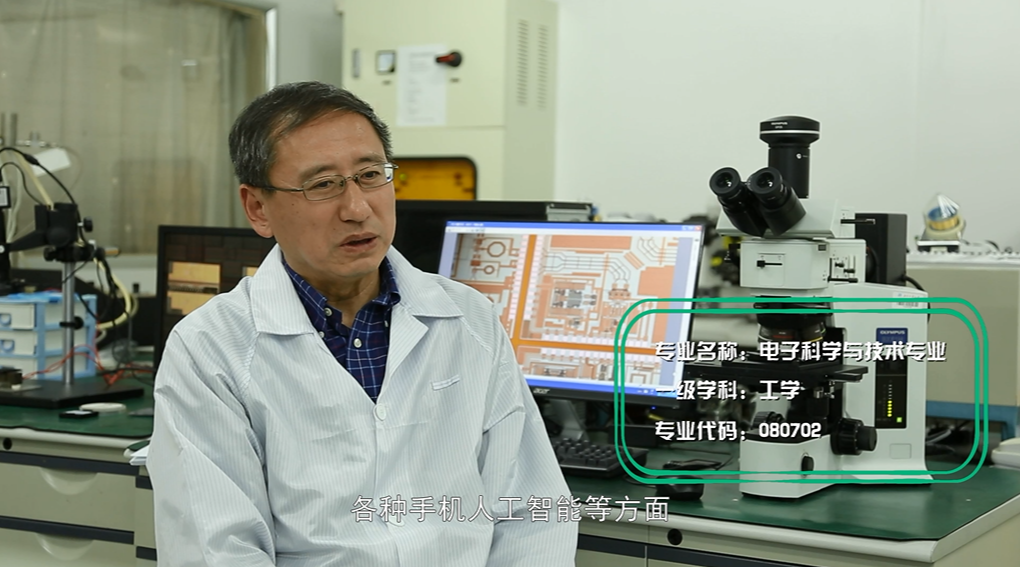 OLYMPUS
专业名称：电子科学与技术专业
一级学科：工学
专业代码：080702
acer
各种手机人工智能等方面